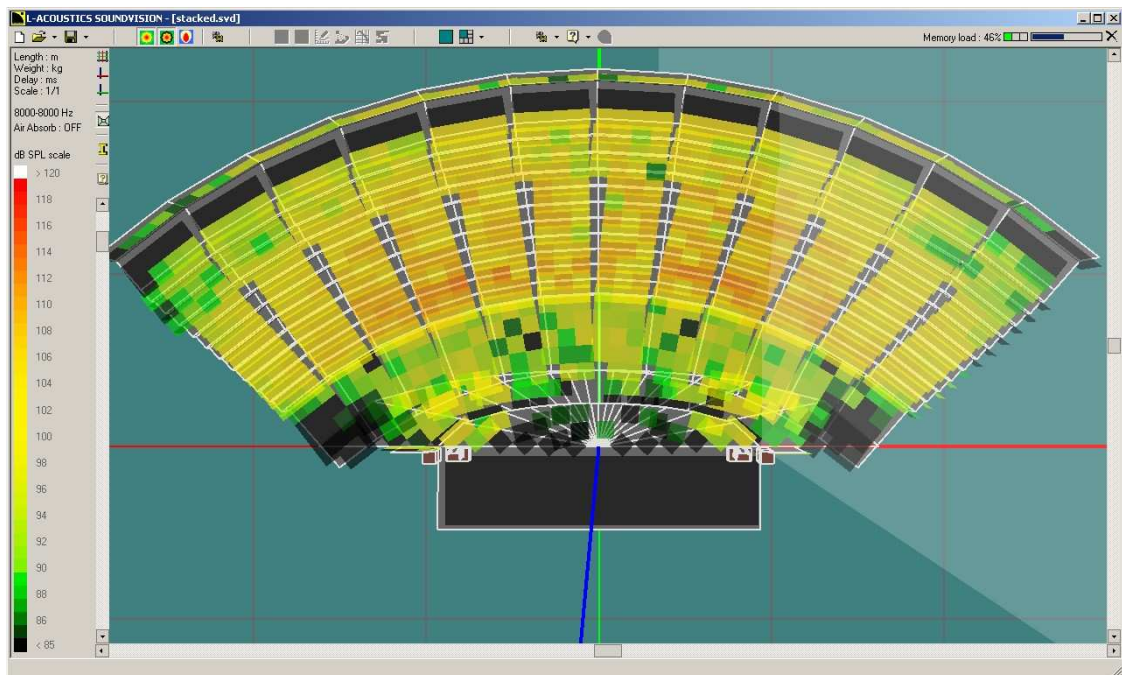 L-ACOUSTICS SOUNDVISION - [stacked.svd]
Memory load : 46%
Length : m
Weight : kg
Delay : ms
Scale : 1/1
8000-8000 Hz
Air Absorb : OFF
dB SPL scale
> 120
118
116
114
112
110
108
106
104
102
100
98
96
94
92
90
88
86
< 85